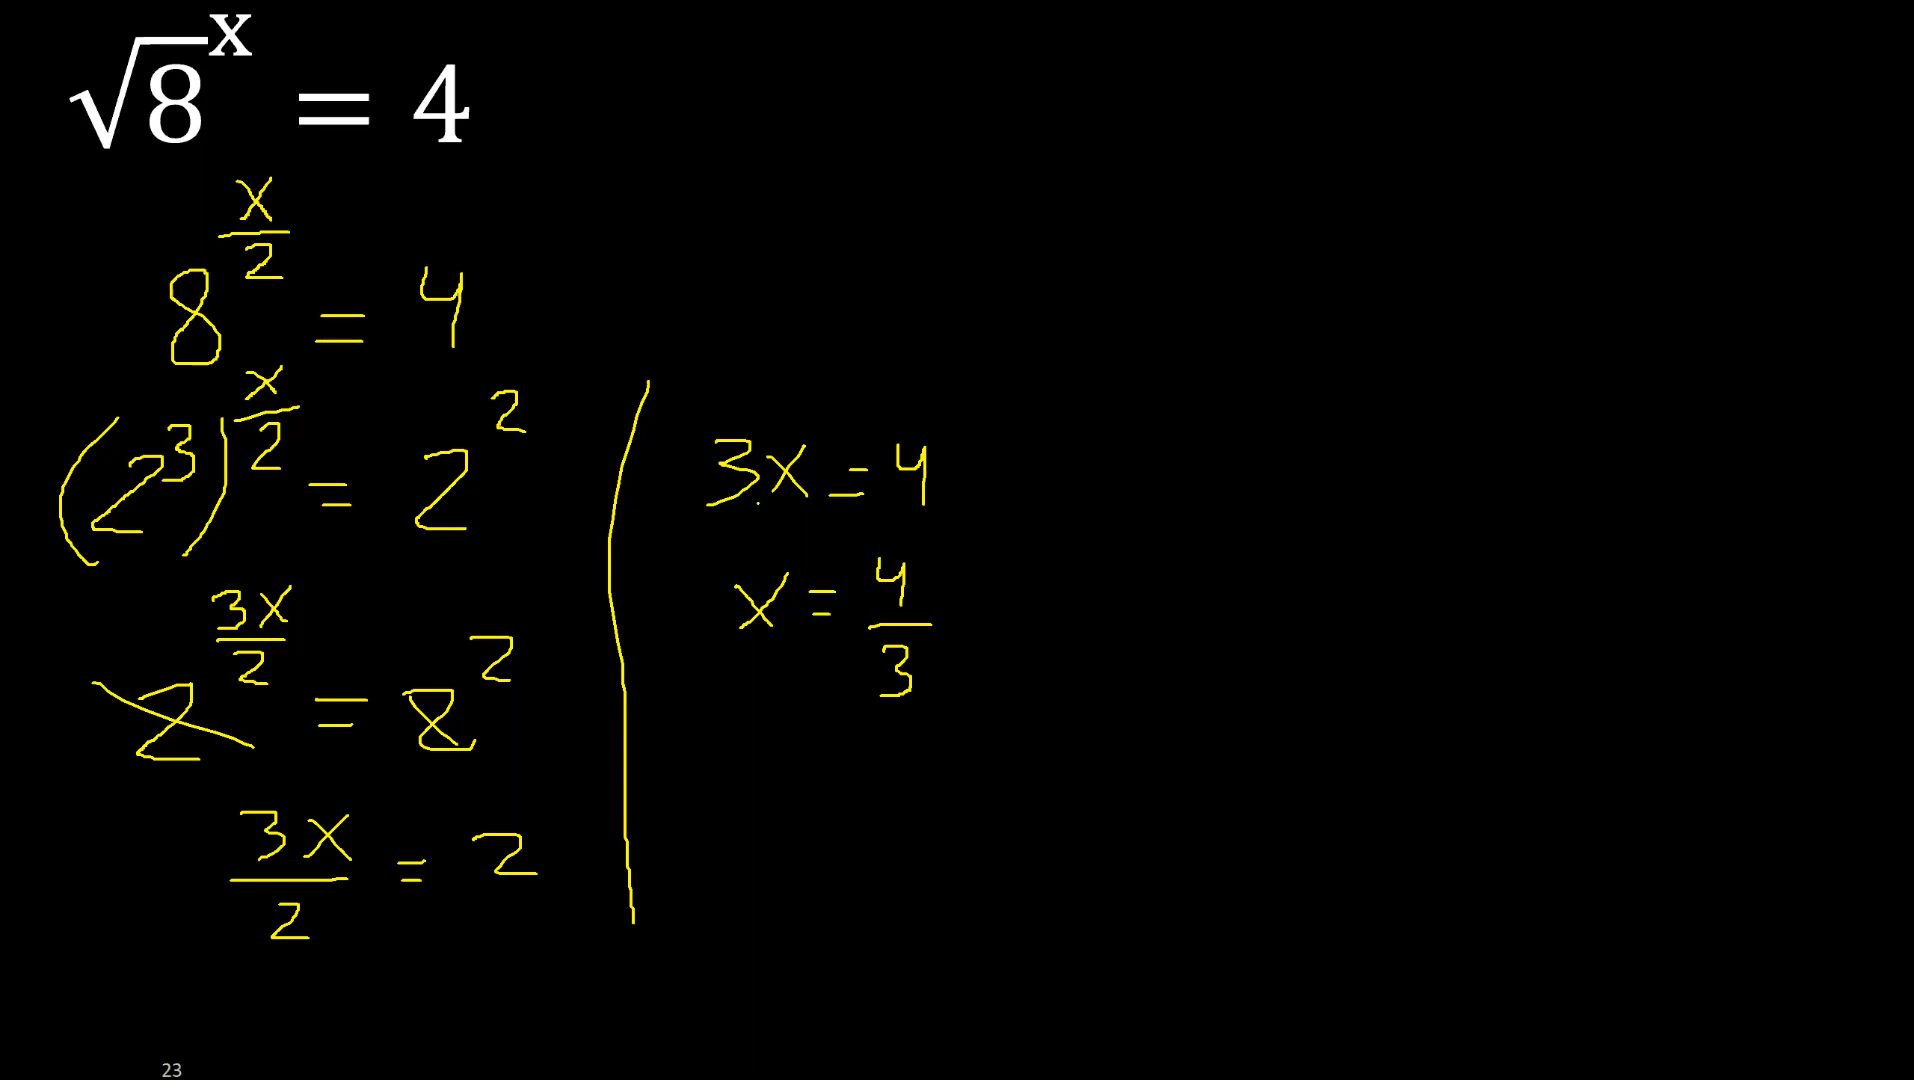 √8^x = 4
8^(x/2) = 4
(2^3)^(x/2) = 2^2
2^(3x/2) = 2^2
3x/2 = 2
3x = 4
x = 4/3
23